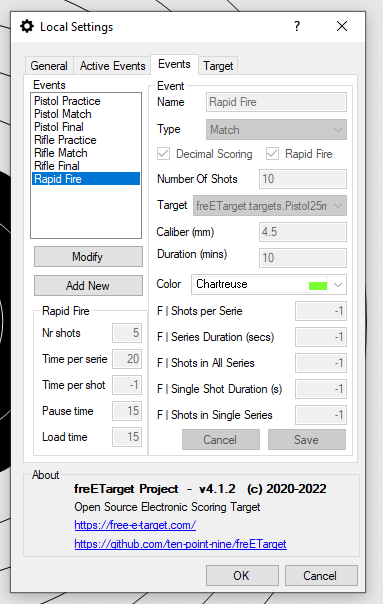 Local Settings
?
General
Active Events
Events
Target
Events
Pistol Practice
Pistol Match
Pistol Final
Rifle Practice
Rifle Match
Rifle Final
Rapid Fire
Modify
Add New
Rapid Fire
Nr shots 5
Time per serie 20
Time per shot -1
Pause time 15
Load time 15
Event
Name Rapid Fire
Type Match
Decimal Scoring Rapid Fire
Number Of Shots 10
Target freETarget.targets.Pistol25m
Caliber (mm) 4.5
Duration (mins) 10
Color Chartreuse
F | Shots per Serie -1
F | Series Duration (secs) -1
F | Shots in All Series -1
F | Single Shot Duration (s) -1
F | Shots in Single Series -1
Cancel Save
About
freETarget Project - v4.1.2 (c) 2020-2022
Open Source Electronic Scoring Target
https://free-e-target.com/
https://github.com/ten-point-nine/freETarget
OK Cancel